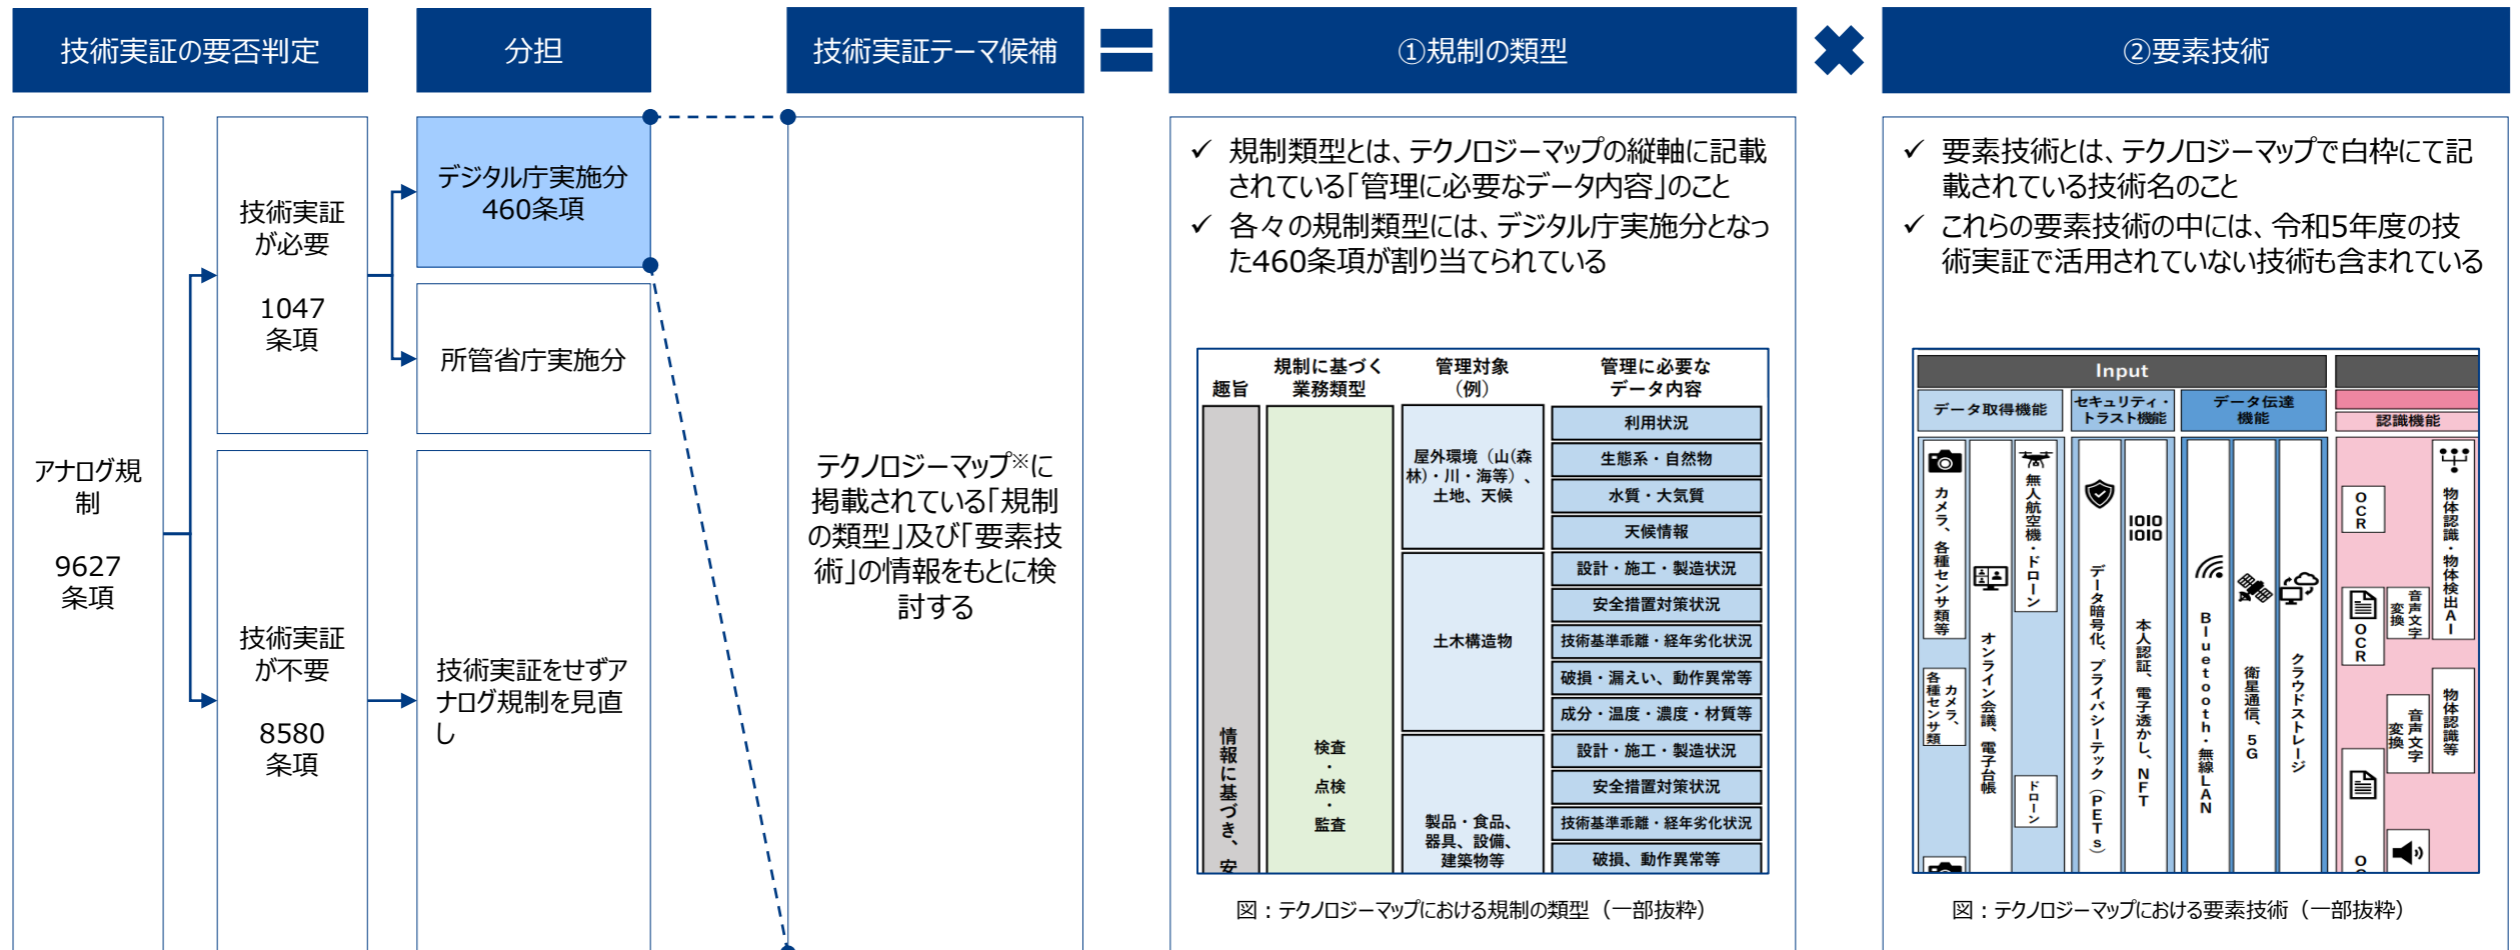 技術実証の要否判定
分担
技術実証テーマ候補
①規制の類型
②要素技術
アナログ規
制
9627
条項
技術実証
が必要
1047
条項
技術実証
が不要
8580
条項
デジタル庁実施分
460条項
所管省庁実施分
技術実証をせずア
ナログ規制を見直
し
テクノロジーマップ※に
掲載されている「規制
の類型」及び「要素技
術」の情報をもとに検
討する
✓ 規制類型とは、テクノロジーマップの縦軸に記載
されている「管理に必要なデータ内容」のこと
✓ 各々の規制類型には、デジタル庁実施分となっ
た460条項が割り当てられている
趣旨
規制に基づく
業務類型
管理対象
（例）
管理に必要な
データ内容
情報に基づき、安
検査
・
点検
・
監査
屋外環境（山(森
林)・川・海等）、
土地、天候
利用状況
生態系・自然物
水質・大気質
天候情報
土木構造物
設計・施工・製造状況
安全措置対策状況
技術基準乖離・経年劣化状況
破損・漏えい、動作異常等
成分・温度・濃度・材質等
製品・食品、
器具、設備、
建築物等
設計・施工・製造状況
安全措置対策状況
技術基準乖離・経年劣化状況
破損、動作異常等
図：テクノロジーマップにおける規制の類型（一部抜粋）
✓ 要素技術とは、テクノロジーマップで白枠にて記
載されている技術名のこと
✓ これらの要素技術の中には、令和5年度の技
術実証で活用されていない技術も含まれている
Input
データ取得機能
セキュリティ・
トラスト機能
データ伝達
機能
認識機能
カメラ、各種センサ類等
カメラ、
各種センサ類
オンライン会議、電子台帳
無人航空機・ドローン
ドローン
データ暗号化、プライバシーテック（PETs）
1010
1010
本人認証、電子透かし、NFT
Bluetooth・無線LAN
衛星通信、5G
クラウドストレージ
OCR
OCR
音声文字
変換
音声文字
変換
物体認識・物体検出AI
物体認識等
図：テクノロジーマップにおける要素技術（一部抜粋）